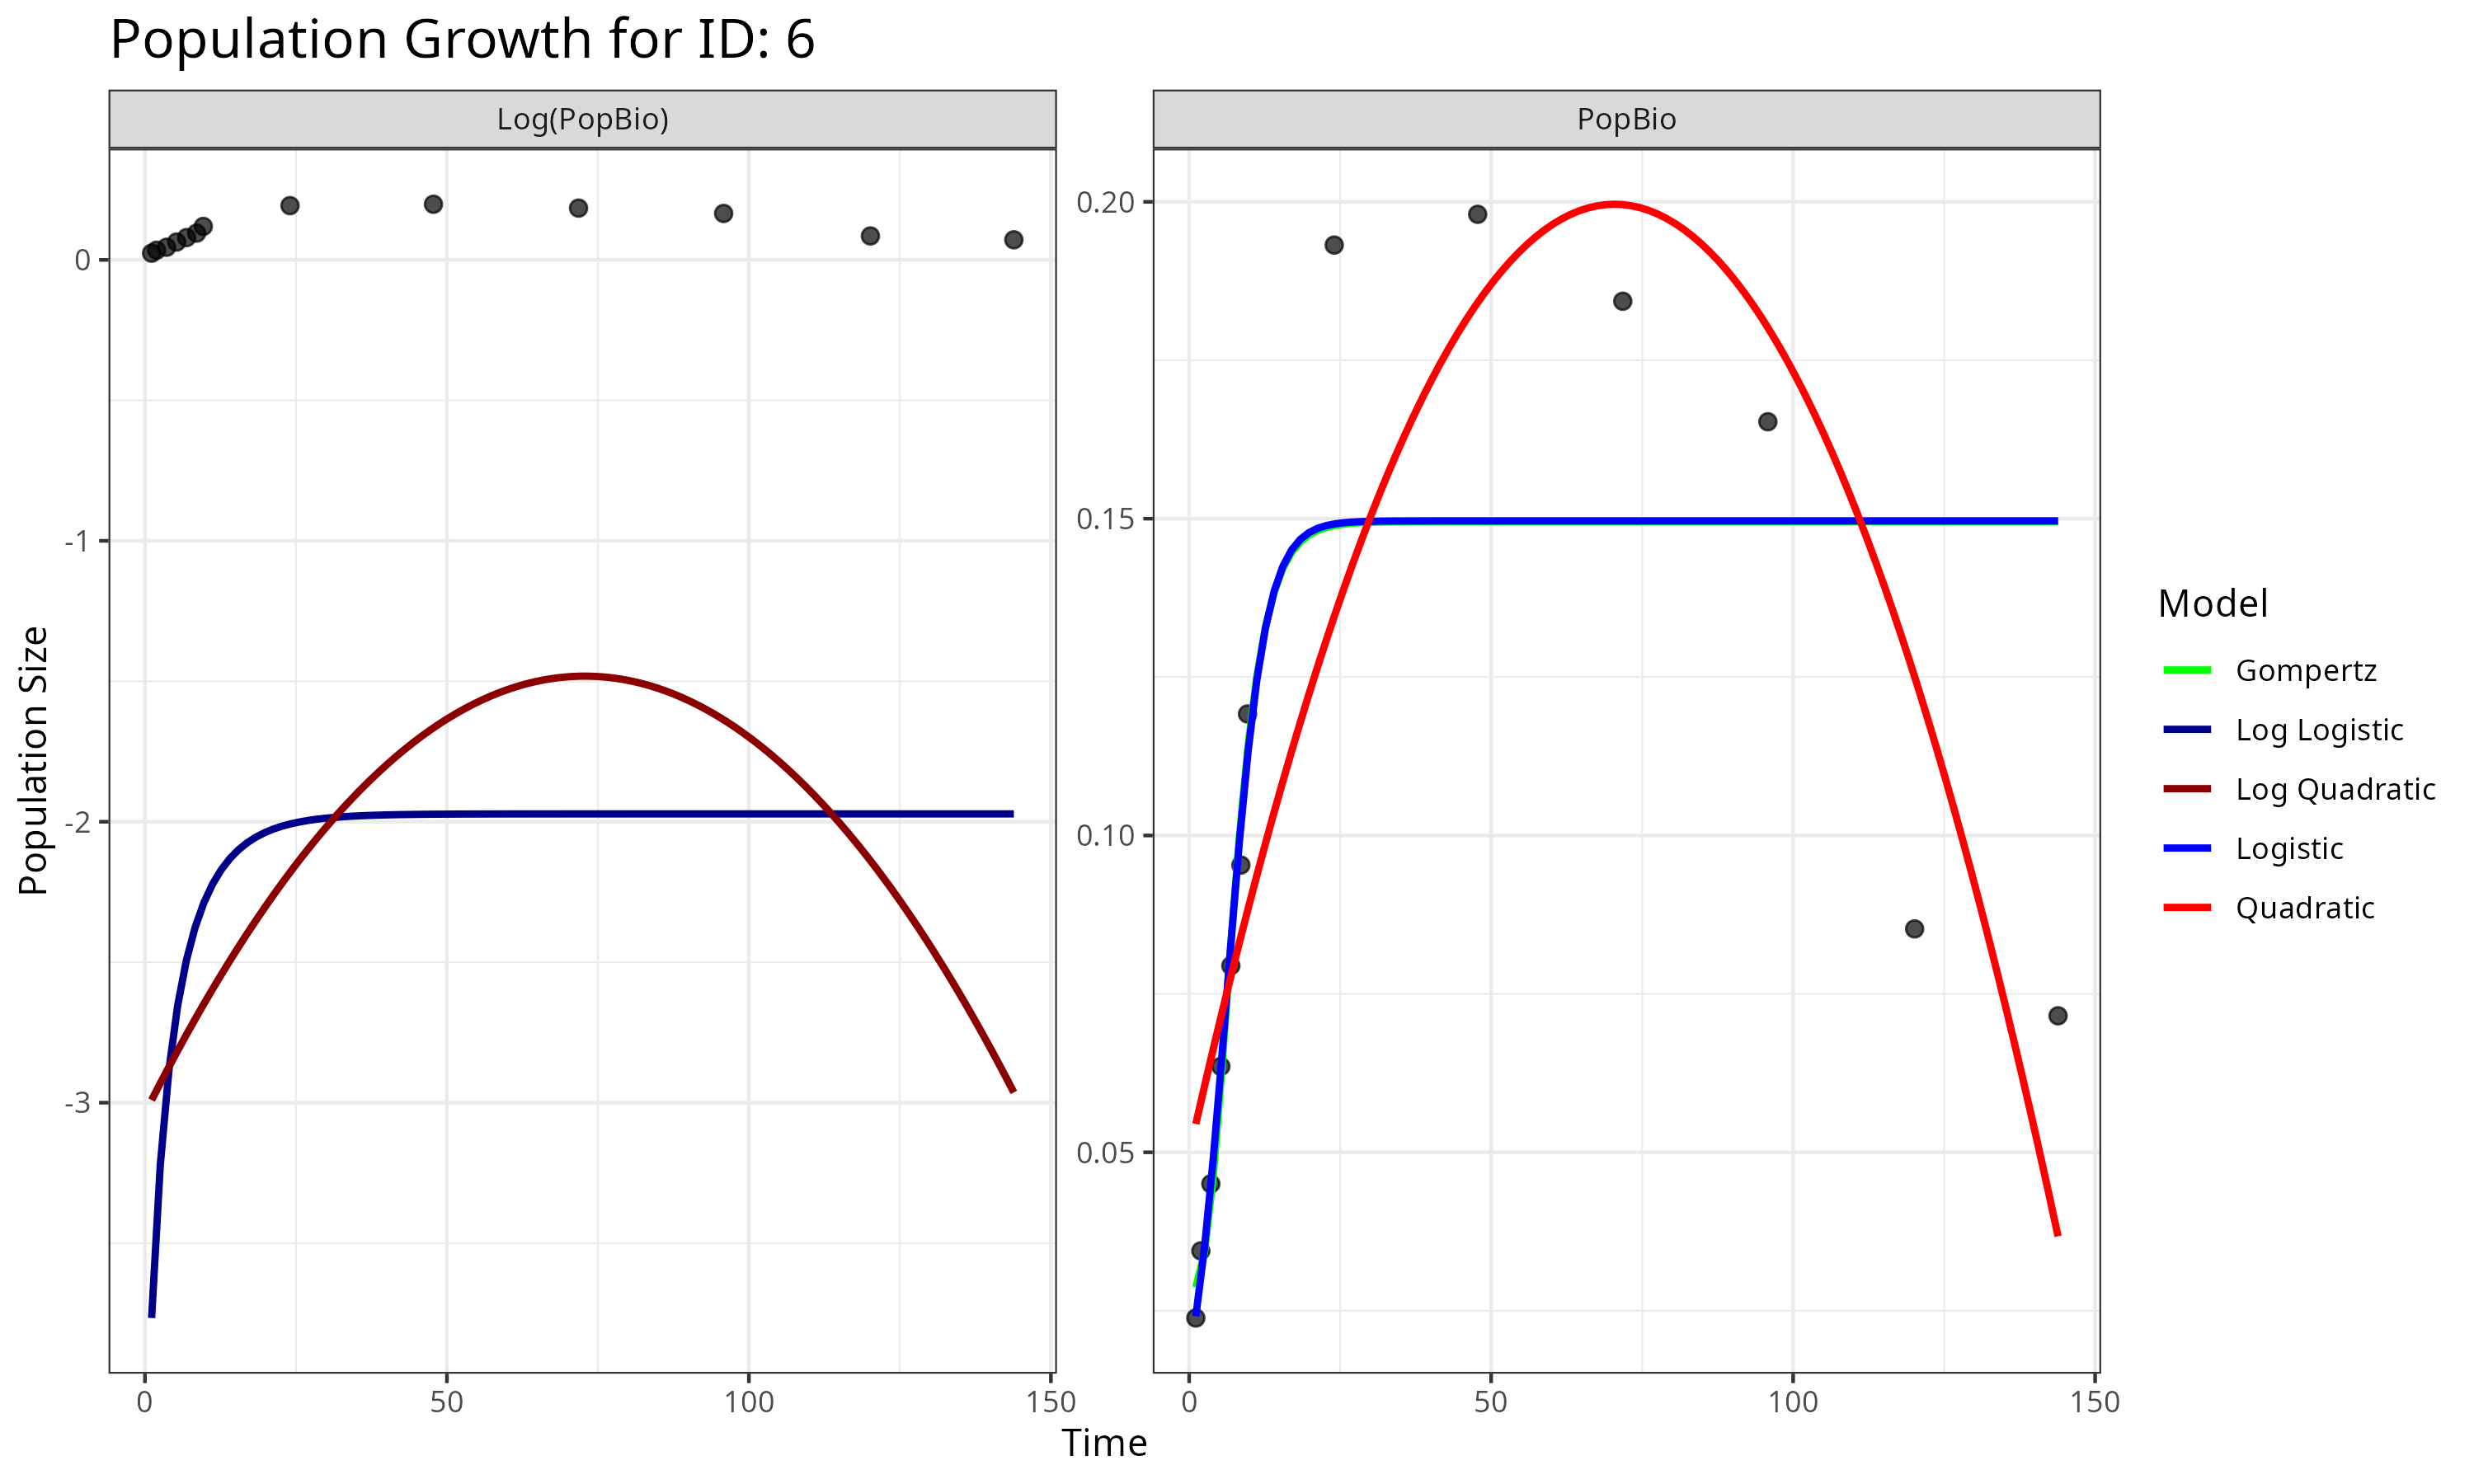 Population Growth for ID: 6
Log(PopBio)
PopBio
Population Size
0
-1
-2
-3
0.20
0.15
0.10
0.05
0
50
100
150
0
50
100
150
Time
Model
Gompertz
Log Logistic
Log Quadratic
Logistic
Quadratic